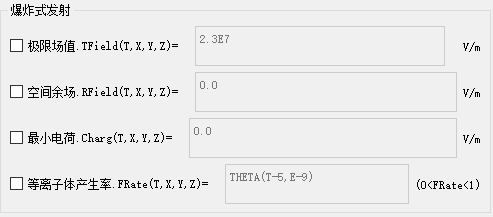 爆炸式发射
极限场值.TField(T,X,Y,Z)= 2.3E7 V/m
空间余场.RField(T,X,Y,Z)= 0.0 V/m
最小电荷.Charg(T,X,Y,Z)= 0.0 V/m
等离子体产生率.FRate(T,X,Y,Z)= THETA(T-5,E-9) (0<FRate<1)